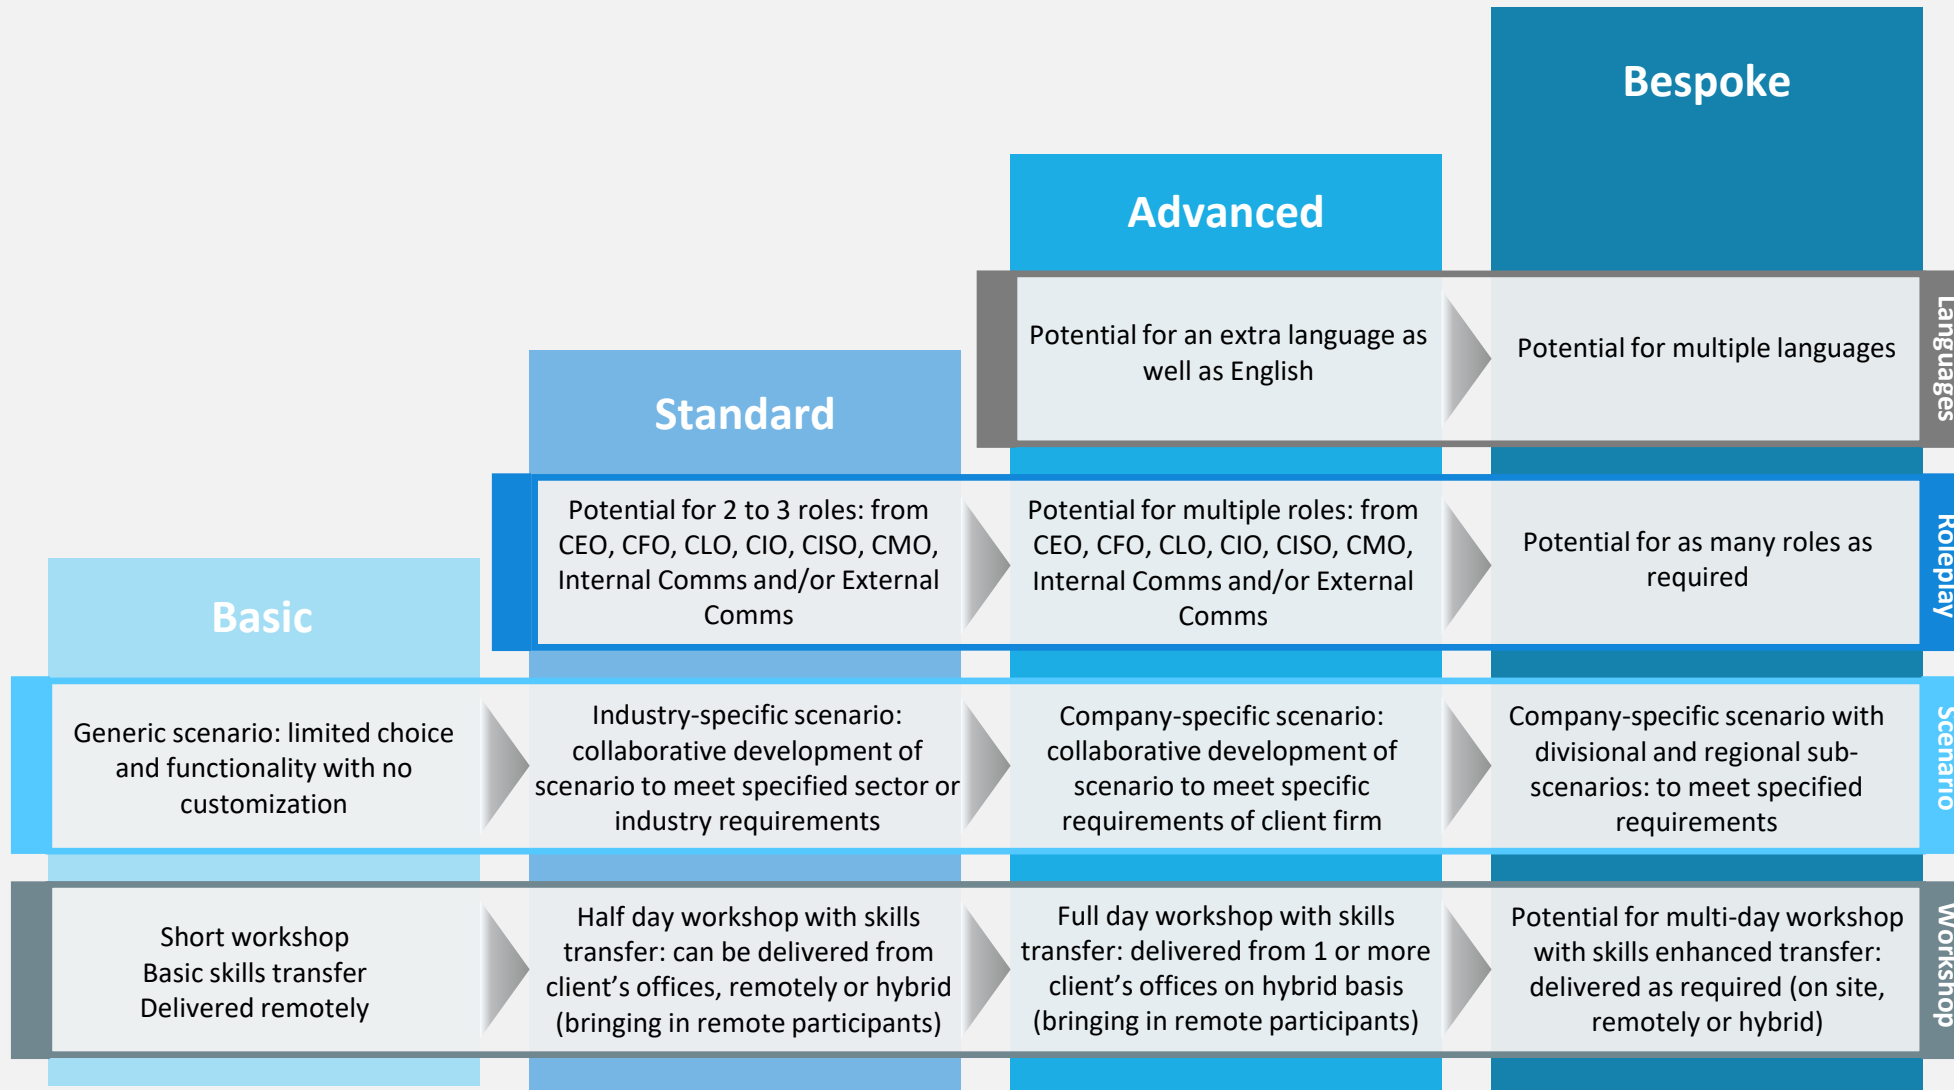 Bespoke
Advanced
Potential for an extra language as
well as English
Potential for multiple languages
Languages
Standard
Potential for 2 to 3 roles: from
CEO, CFO, CLO, CIO, CISO, CMO,
Internal Comms and/or External
Comms
Potential for multiple roles: from
CEO, CFO, CLO, CIO, CISO, CMO,
Internal Comms and/or External
Comms
Potential for as many roles as
required
Roleplay
Basic
Generic scenario: limited choice
and functionality with no
customization
Industry-specific scenario:
collaborative development of
scenario to meet specified sector or
industry requirements
Company-specific scenario:
collaborative development of
scenario to meet specific
requirements of client firm
Company-specific scenario with
divisional and regional sub-
scenarios: to meet specified
requirements
Scenario
Short workshop
Basic skills transfer
Delivered remotely
Half day workshop with skills
transfer: can be delivered from
client’s offices, remotely or hybrid
(bringing in remote participants)
Full day workshop with skills
transfer: delivered from 1 or more
client’s offices on hybrid basis
(bringing in remote participants)
Potential for multi-day workshop
with skills enhanced transfer:
delivered as required (on site,
remotely or hybrid)
Workshop